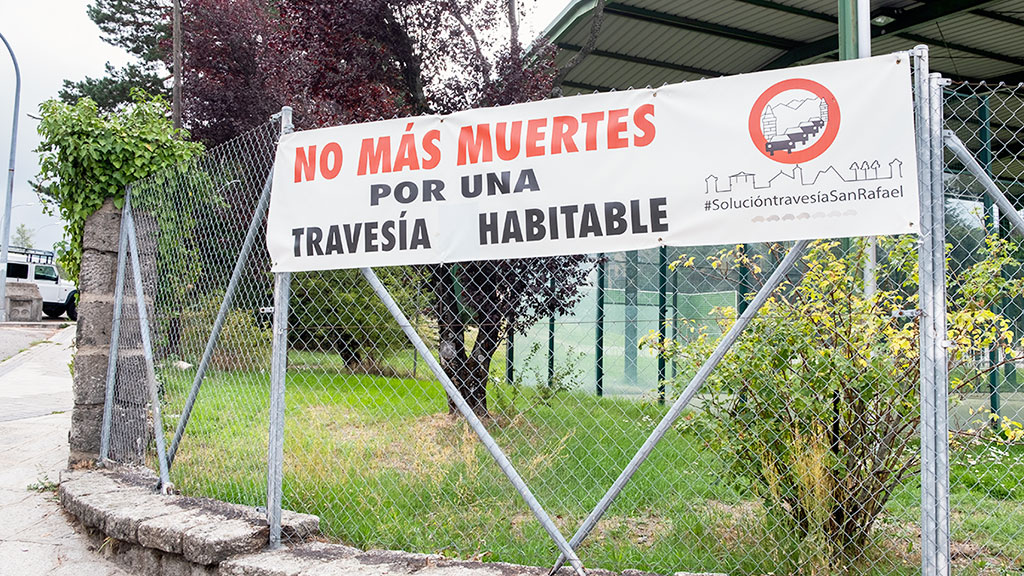 NO MÁS MUERTES
POR UNA
TRAVESÍA HABITABLE
#SolucióntravesíaSanRafael